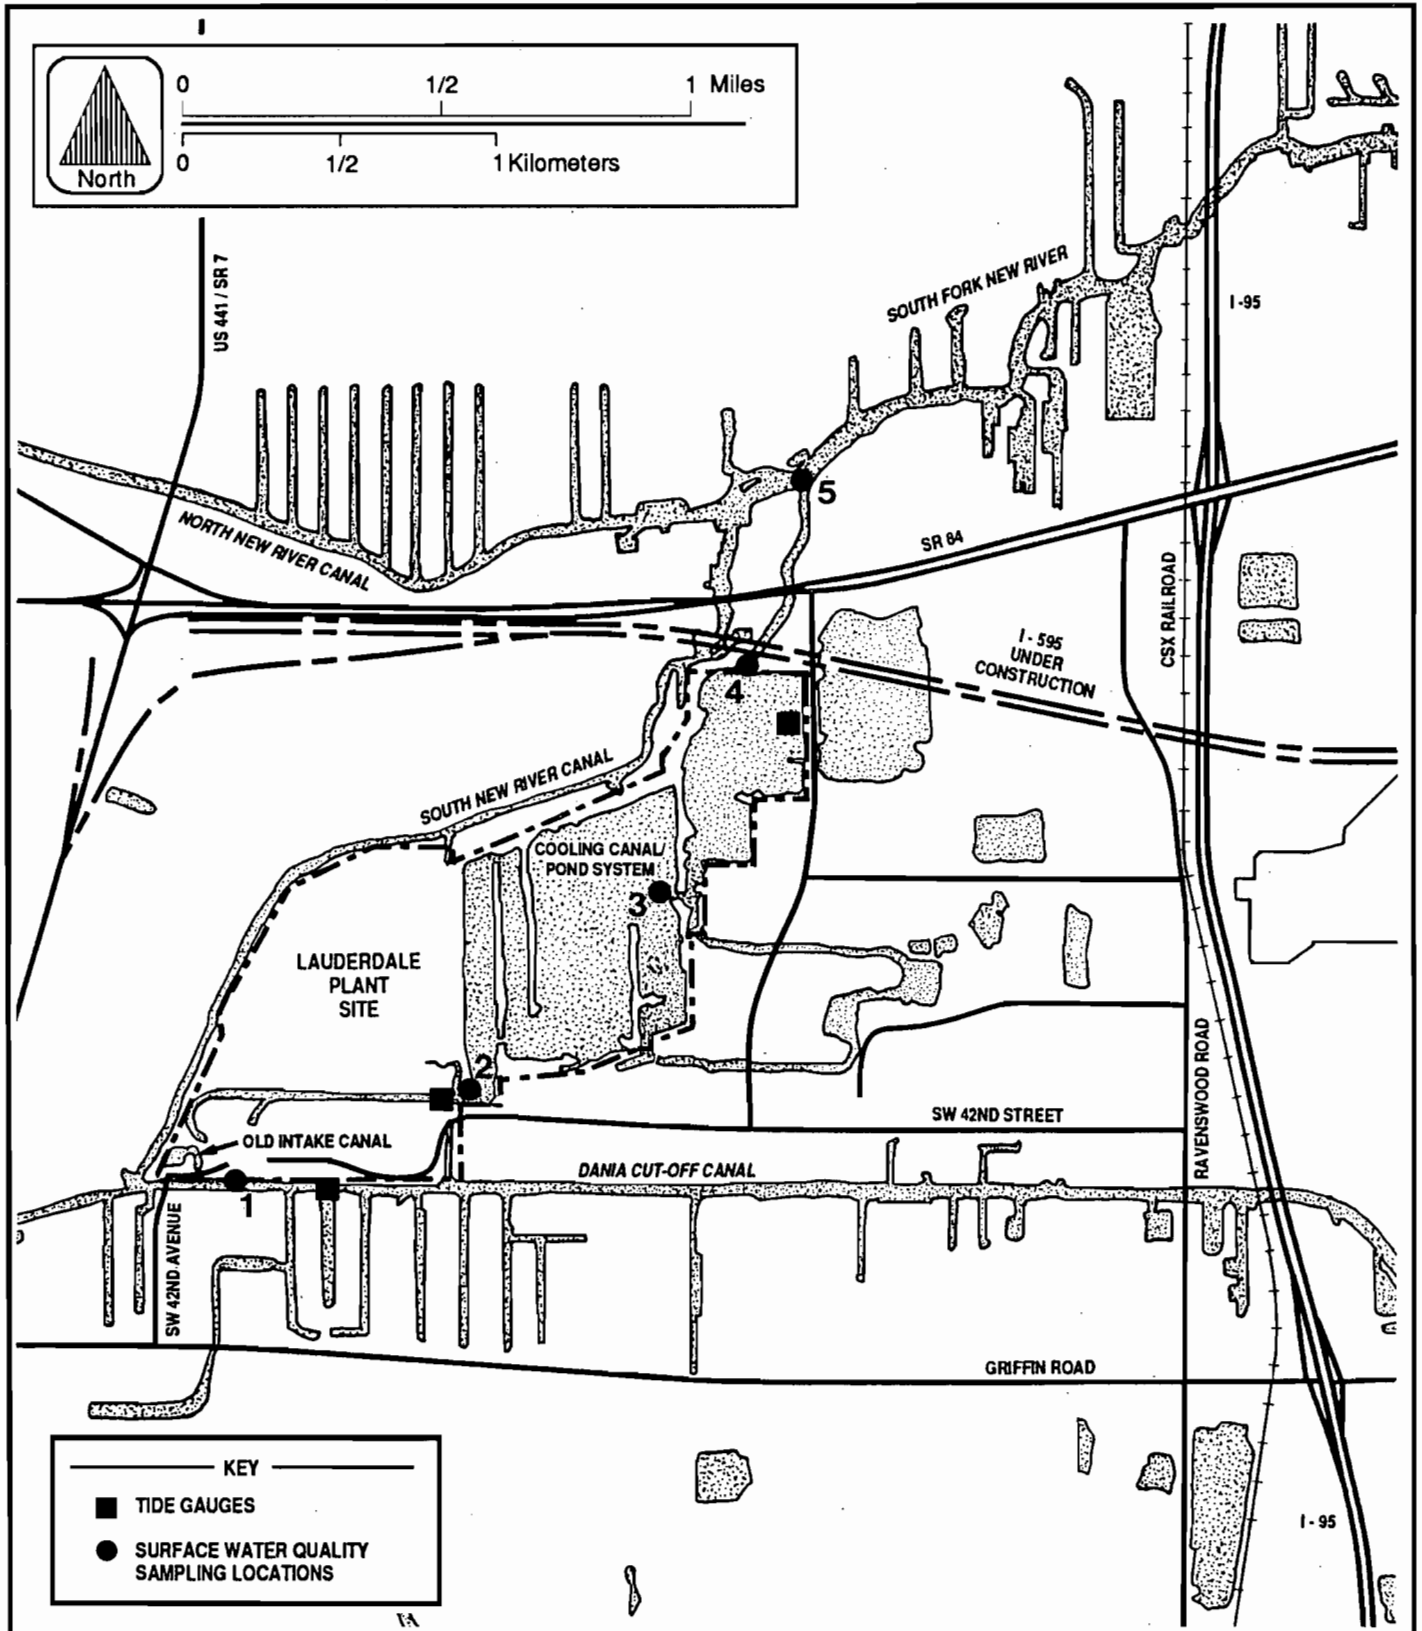 0 1/2 1 Miles
0 1/2 1 Kilometers
North
US 441 / SR 7
SOUTH FORK NEW RIVER
I-95
5
NORTH NEW RIVER CANAL
SR 84
CSX RAILROAD
I-595
UNDER
CONSTRUCTION
4
SOUTH NEW RIVER CANAL
COOLING CANAL/
POND SYSTEM
3
LAUDERDALE
PLANT
SITE
RAVENSWOOD ROAD
2
SW 42ND STREET
OLD INTAKE CANAL
DANIA CUT-OFF CANAL
1
SW 42ND AVENUE
GRIFFIN ROAD
KEY
TIDE GAUGES
SURFACE WATER QUALITY
SAMPLING LOCATIONS
I-95